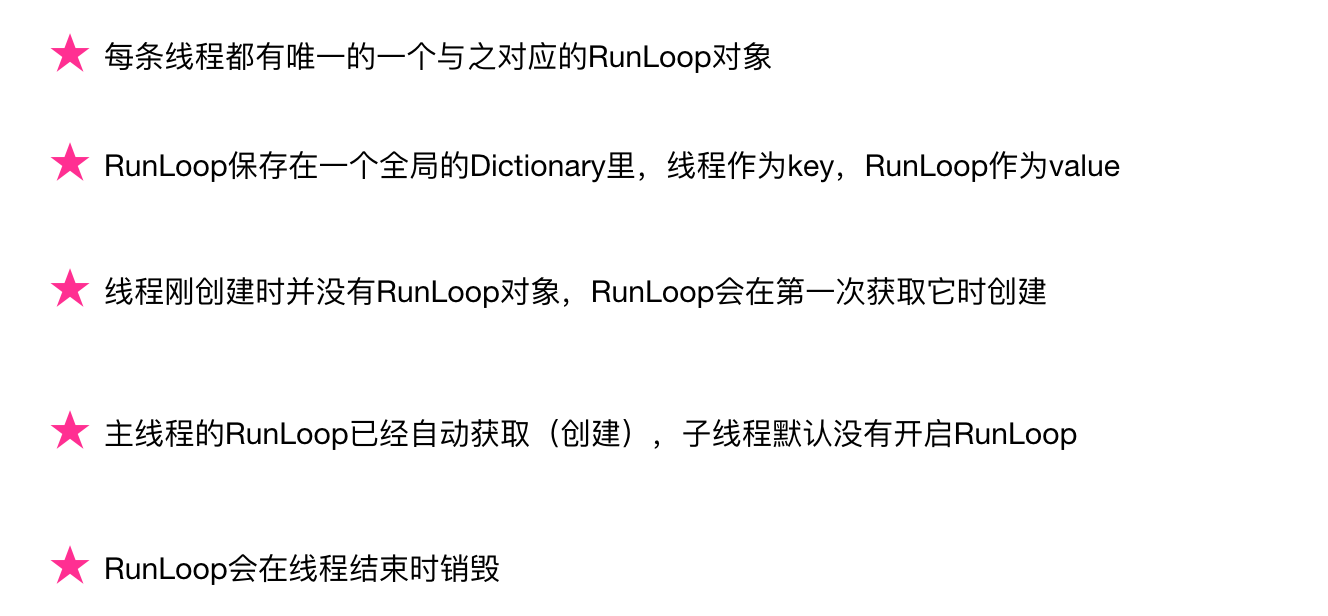 ★ 每条线程都有唯一的一个与之对应的RunLoop对象
★ RunLoop保存在一个全局的Dictionary里，线程作为key，RunLoop作为value
★ 线程刚创建时并没有RunLoop对象，RunLoop会在第一次获取它时创建
★ 主线程的RunLoop已经自动获取（创建），子线程默认没有开启RunLoop
★ RunLoop会在线程结束时销毁